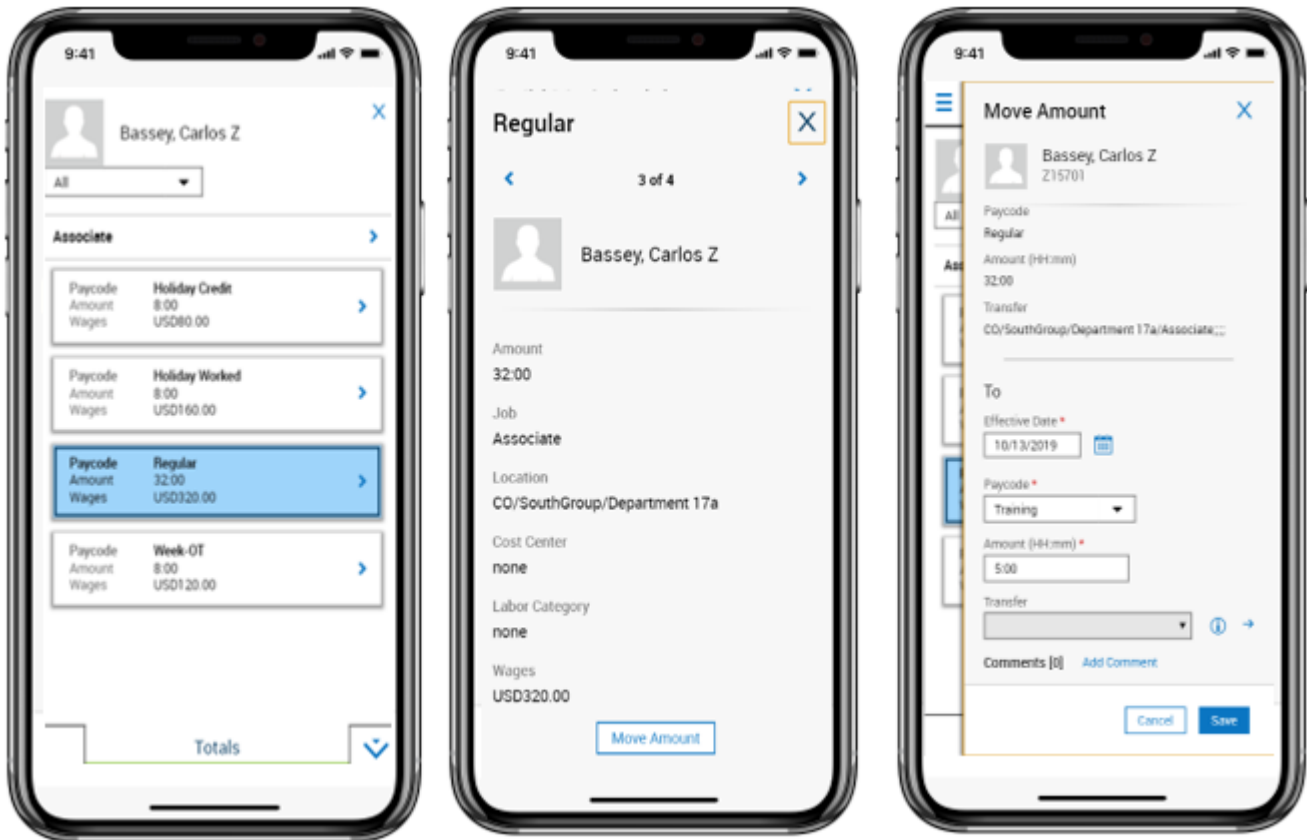 9:41
Bassey, Carlos Z
All
Associate
Paycode Holiday Credit
Amount 8:00
Wages USD80.00
Paycode Holiday Worked
Amount 8:00
Wages USD160.00
Paycode Regular
Amount 32:00
Wages USD320.00
Paycode Week-OT
Amount 8:00
Wages USD120.00
Totals
9:41
Regular
3 of 4
Bassey, Carlos Z
Amount
32:00
Job
Associate
Location
CO/SouthGroup/Department 17a
Cost Center
none
Labor Category
none
Wages
USD320.00
Move Amount
9:41
Move Amount
Bassey, Carlos Z
Z15701
All
Paycode
Regular
Ass
Amount (HH:mm)
32:00
Transfer
CO/SouthGroup/Department 17a/Associate;;;;
To
Effective Date *
10/13/2019
Paycode *
Training
Amount (HH:mm) *
5:00
Transfer
Comments [0] Add Comment
Cancel Save